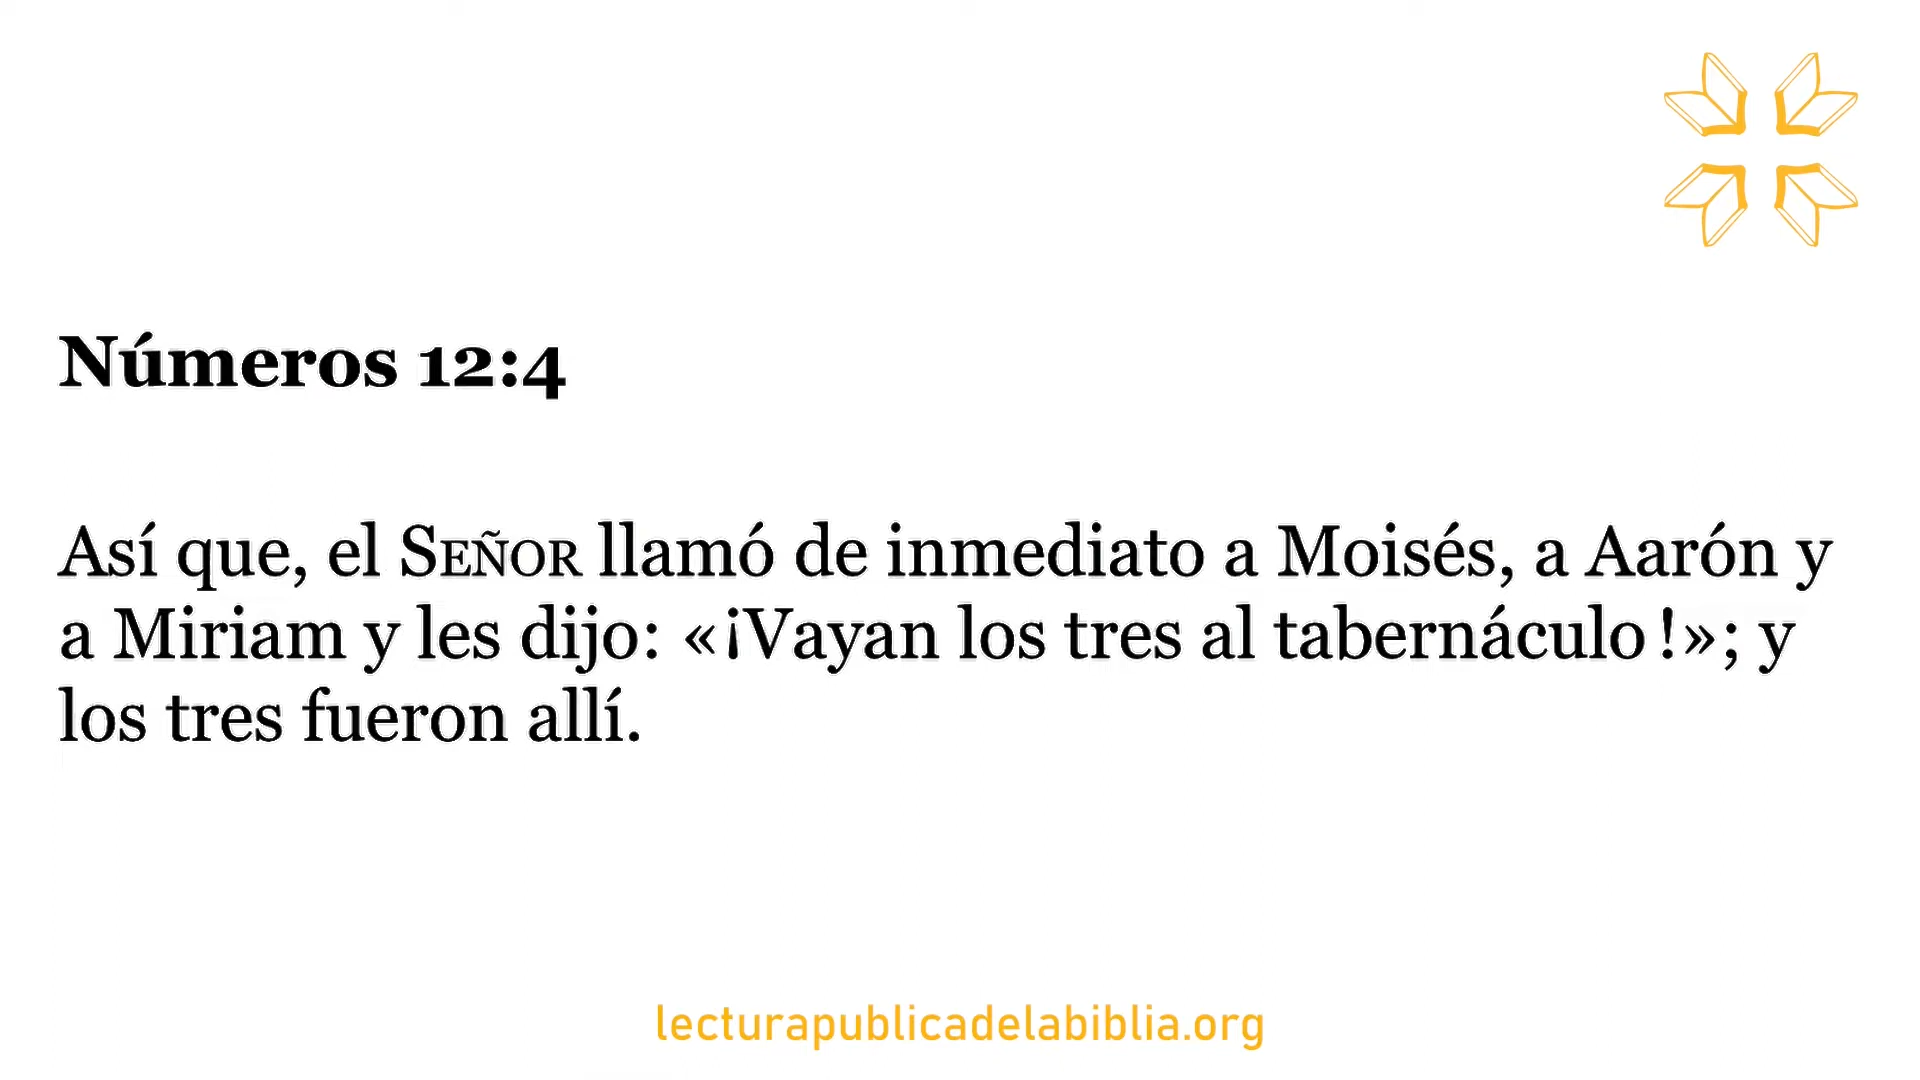 Números 12:4
Así que, el SEÑOR llamó de inmediato a Moisés, a Aarón y
a Miriam y les dijo: «¡Vayan los tres al tabernáculo!»; y
los tres fueron allí.
lecturapublicadelabiblia.org